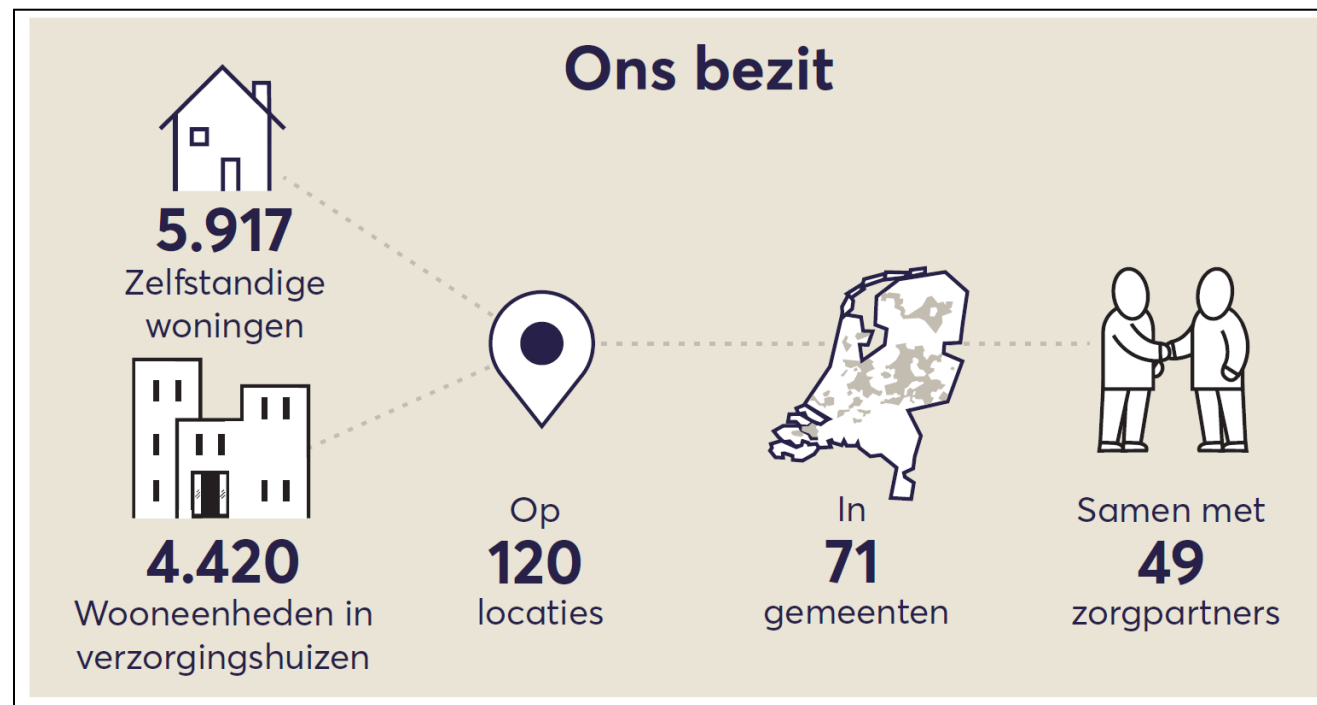 Ons bezit
5.917
Zelfstandige
woningen
4.420
Wooneenheden in
verzorgingshuizen
Op
120
locaties
In
71
gemeenten
Samen met
49
zorgpartners